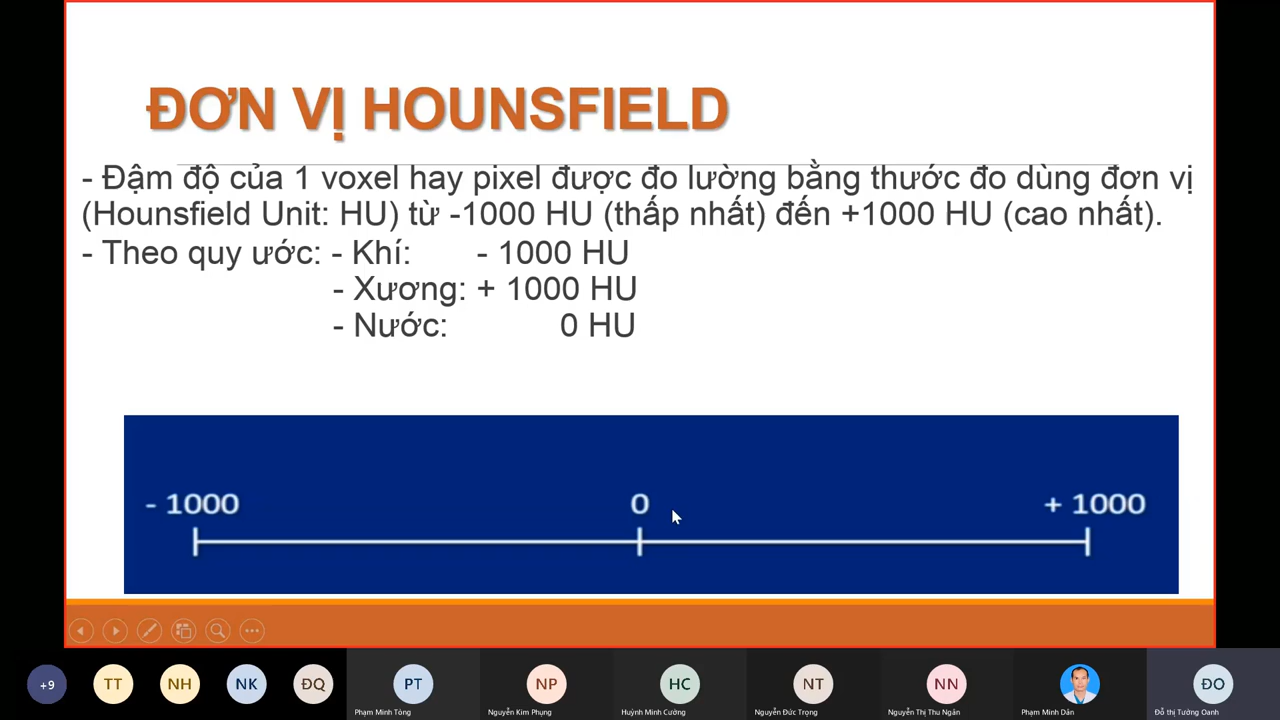 ĐƠN VỊ HOUNSFIELD
- Đậm độ của 1 voxel hay pixel được đo lường bằng thước đo dùng đơn vị
(Hounsfield Unit: HU) từ -1000 HU (thấp nhất) đến +1000 HU (cao nhất).
- Theo quy ước: - Khí: - 1000 HU
- Xương: + 1000 HU
- Nước: 0 HU
- 1000 0 + 1000
+9 TT NH NK ĐQ PT NP HC NT NN ĐO
Phạm Minh Tòng Nguyễn Kim Phụng Huỳnh Minh Cường Nguyễn Đức Trọng Nguyễn Thị Thu Ngân Phạm Minh Dân Đỗ thị Tường Oanh